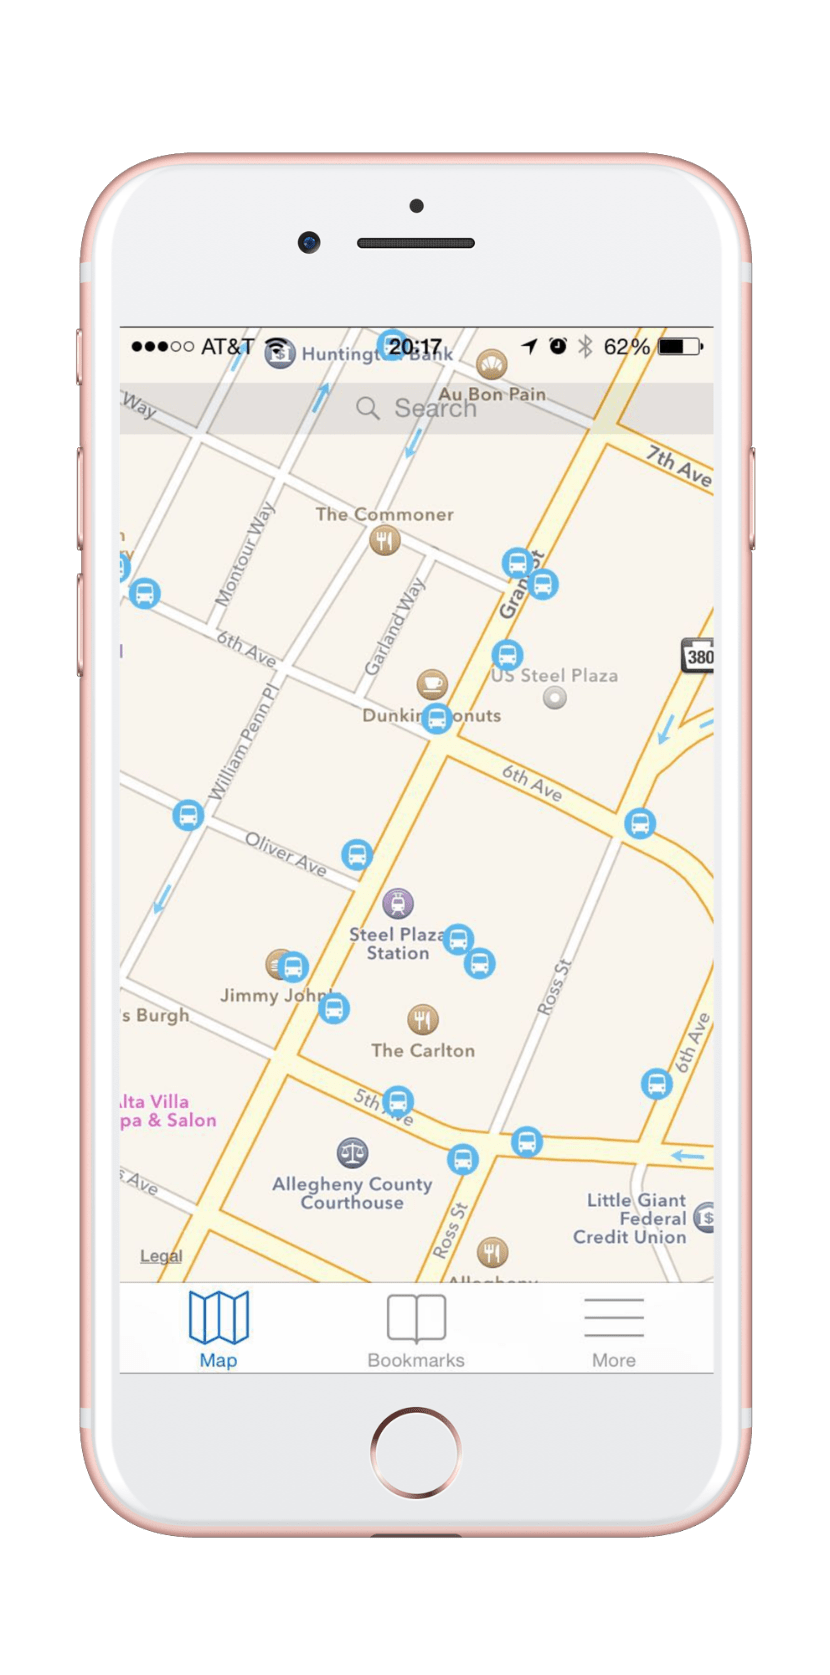 AT&T
20:17
62%
Huntingt Bank
Au Bon Pain
Search
Way
7th Ave
The Commoner
Montour Way
Grant St
Garland Way
6th Ave
380
US Steel Plaza
Dunkin Donuts
William Penn Pl
6th Ave
Oliver Ave
Steel Plaza
Station
Jimmy John
's Burgh
Ross St
The Carlton
6th Ave
lta Villa
pa & Salon
5th Ave
Allegheny County
Courthouse
s Ave
Little Giant
Federal
Credit Union
Ross St
Legal
Allegheny
Map
Bookmarks
More